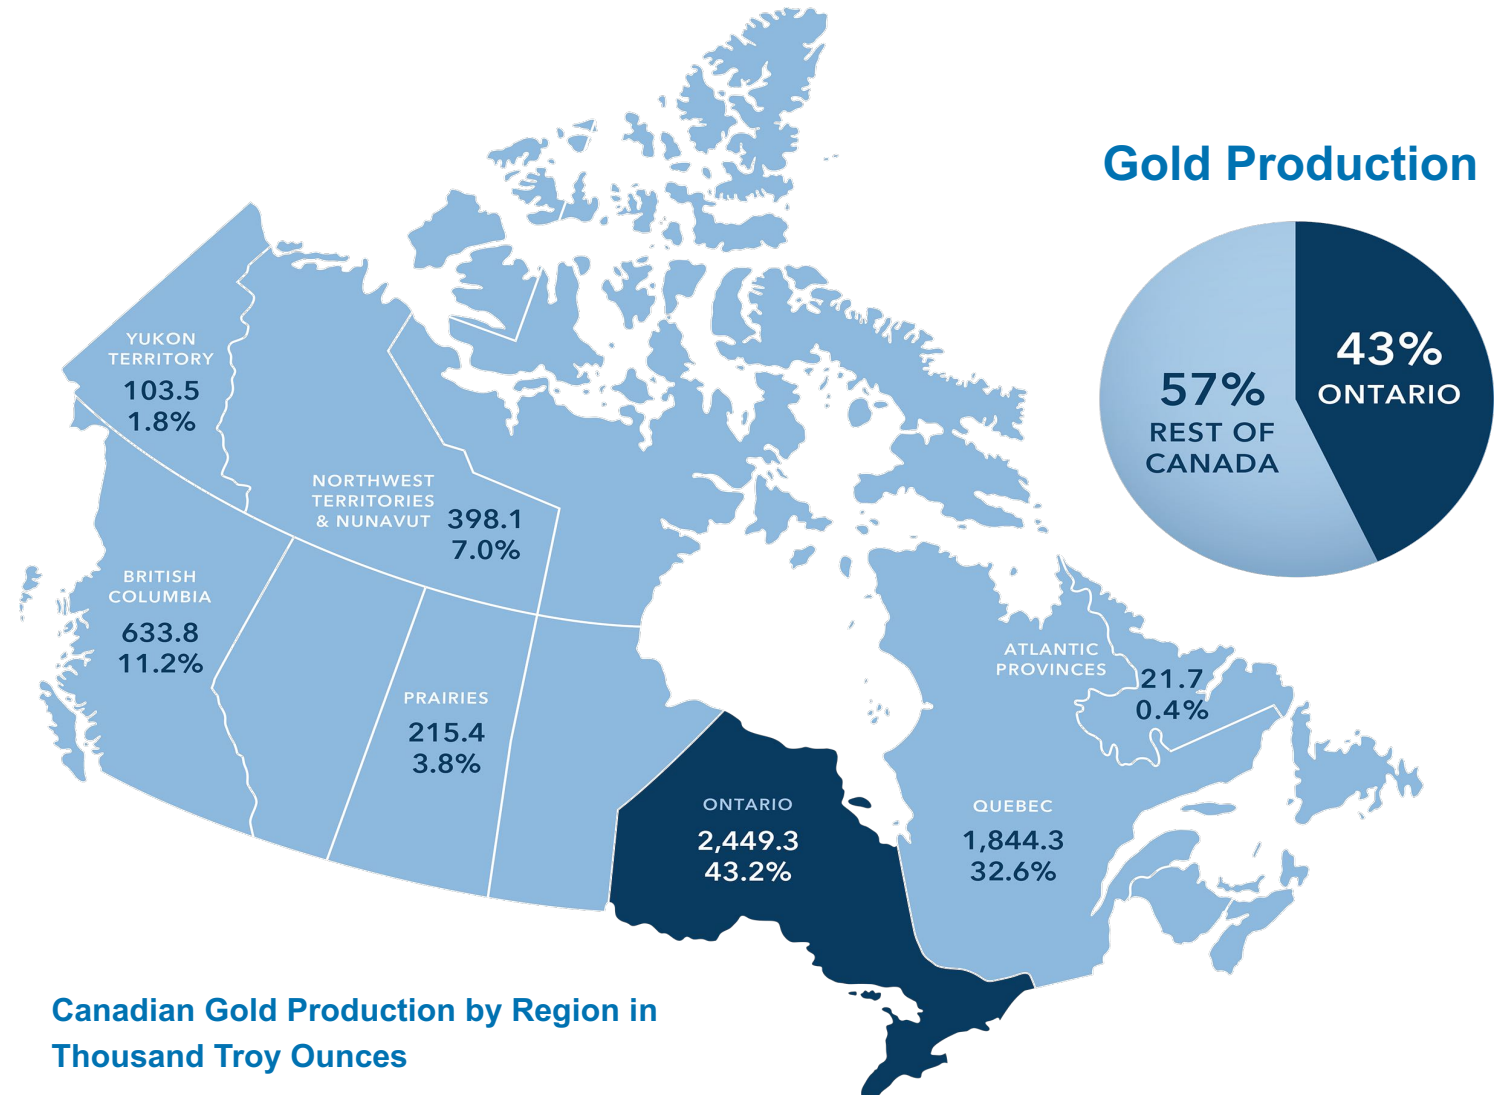 Gold Production
43%
ONTARIO
57%
REST OF
CANADA
YUKON
TERRITORY
103.5
1.8%
NORTHWEST
TERRITORIES
& NUNAVUT
398.1
7.0%
BRITISH
COLUMBIA
633.8
11.2%
PRAIRIES
215.4
3.8%
ONTARIO
2,449.3
43.2%
QUEBEC
1,844.3
32.6%
ATLANTIC
PROVINCES
21.7
0.4%
Canadian Gold Production by Region in
Thousand Troy Ounces